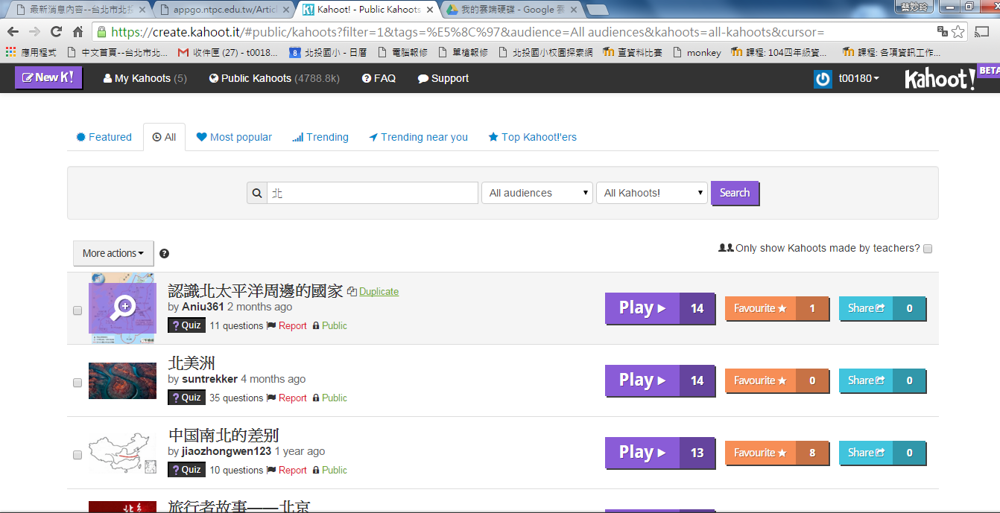 最新消息內容--台北市北投
appgo.ntpc.edu.tw/Articl
Kahoot! - Public Kahoots
我的雲端硬碟 - Google 雲
蔡妙玲
https://create.kahoot.it/#public/kahoots?filter=1&tags=%E5%8C%97&audience=All audiences&kahoots=all-kahoots&cursor=
應用程式 中文首頁--台北市北... 收件匣 (27) - t0018... 8 北投國小 - 日曆 電腦報修 單槍報修 北投國小校園探索網 查資料比賽 monkey 課程: 104四年級資... 課程: 各項資訊工作...
New K! My Kahoots (5) Public Kahoots (4788.8k) FAQ Support t00180 Kahoot! BETA
Featured All Most popular Trending Trending near you Top Kahoot!'ers
北 All audiences All Kahoots! Search
More actions ? Only show Kahoots made by teachers?
認識北太平洋周邊的國家 Duplicate
by Aniu361 2 months ago
? Quiz 11 questions Report Public
Play 14 Favourite 1 Share 0
北美洲
by suntrekker 4 months ago
? Quiz 35 questions Report Public
Play 14 Favourite 0 Share 0
中国南北的差别
by jiaozhongwen123 1 year ago
? Quiz 10 questions Report Public
Play 13 Favourite 8 Share 0
旅行者故事——北京